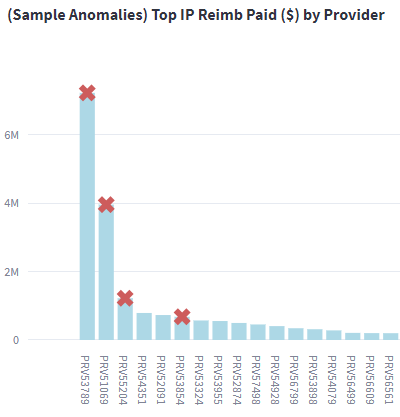 (Sample Anomalies) Top IP Reimb Paid ($) by Provider
6M
4M
2M
0
PRV53789
PRV51069
PRV55204
PRV54351
PRV52091
PRV53854
PRV53324
PRV53955
PRV52874
PRV57498
PRV54928
PRV56799
PRV53898
PRV54079
PRV56499
PRV56609
PRV56561